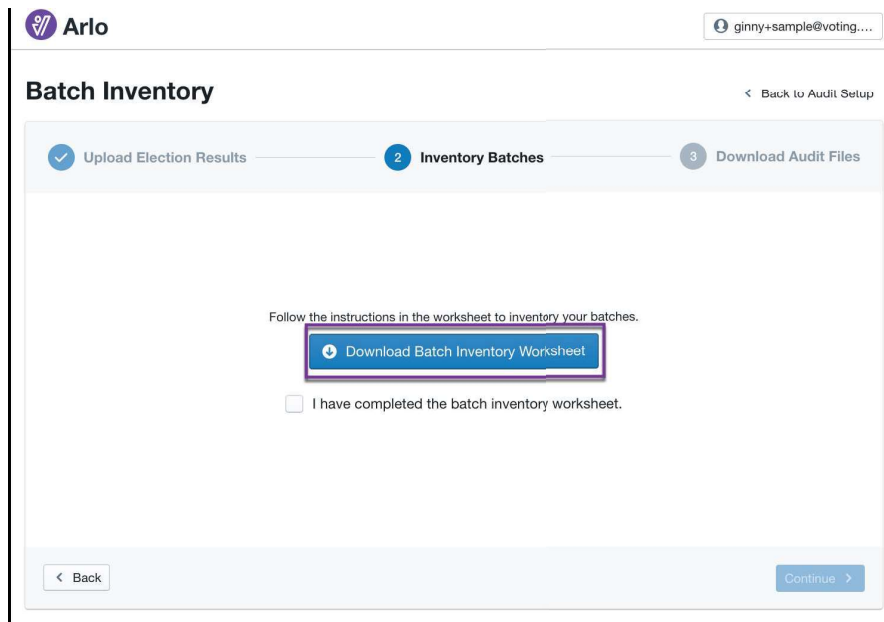 Arlo
ginny+sample@voting....
Batch Inventory
Back to Audit Setup
Upload Election Results
2 Inventory Batches
3 Download Audit Files
Follow the instructions in the worksheet to inventory your batches.
Download Batch Inventory Worksheet
I have completed the batch inventory worksheet.
Back
Continue